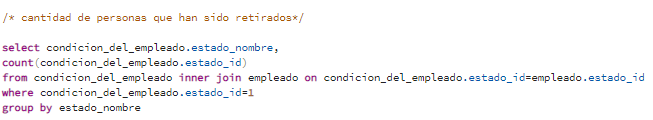 /* cantidad de personas que han sido retirados*/
select condicion_del_empleado.estado_nombre,
count(condicion_del_empleado.estado_id)
from condicion_del_empleado inner join empleado on condicion_del_empleado.estado_id=empleado.estado_id
where condicion_del_empleado.estado_id=1
group by estado_nombre